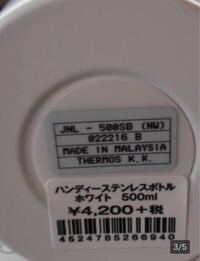 JNL - 500SB (NW)
022216 B
MADE IN MALAYSIA
THERMOS K.K.
ハンディーステンレスボトル
ホワイト 500ml
¥4,200+税
4524785266940
3/5